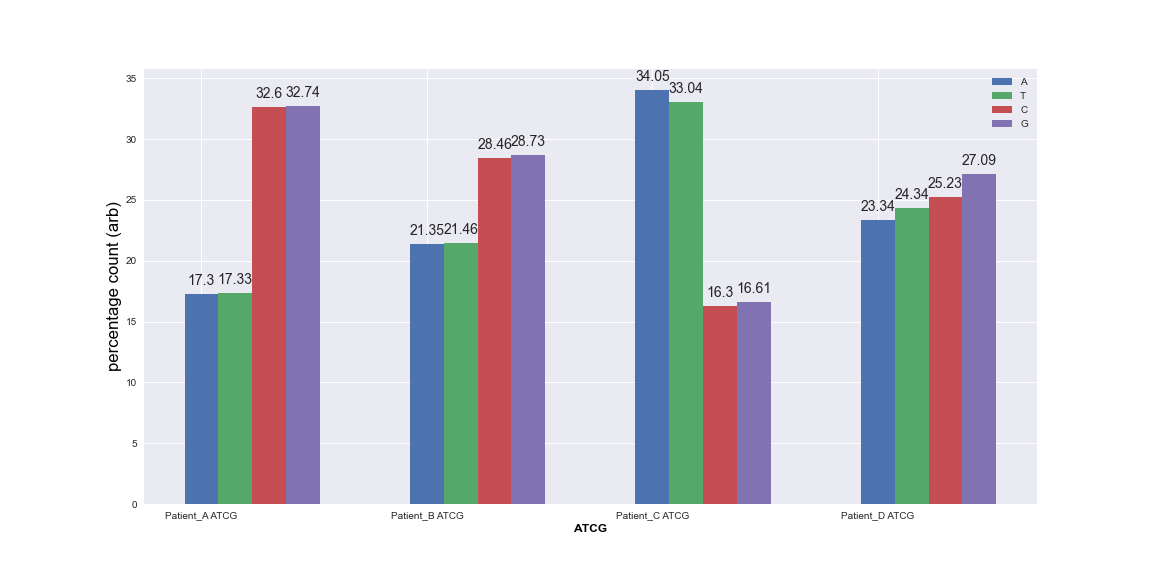 percentage count (arb)
35
30
25
20
15
10
5
0
17.3
17.33
32.6
32.74
21.35
21.46
28.46
28.73
34.05
33.04
16.3
16.61
23.34
24.34
25.23
27.09
A
T
C
G
Patient_A ATCG
Patient_B ATCG
Patient_C ATCG
Patient_D ATCG
ATCG